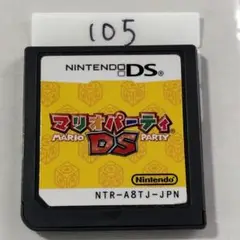 105
NINTENDO DS
マリオパーティ
MARIO PARTY
DS
Nintendo
NTR-A8TJ-JPN